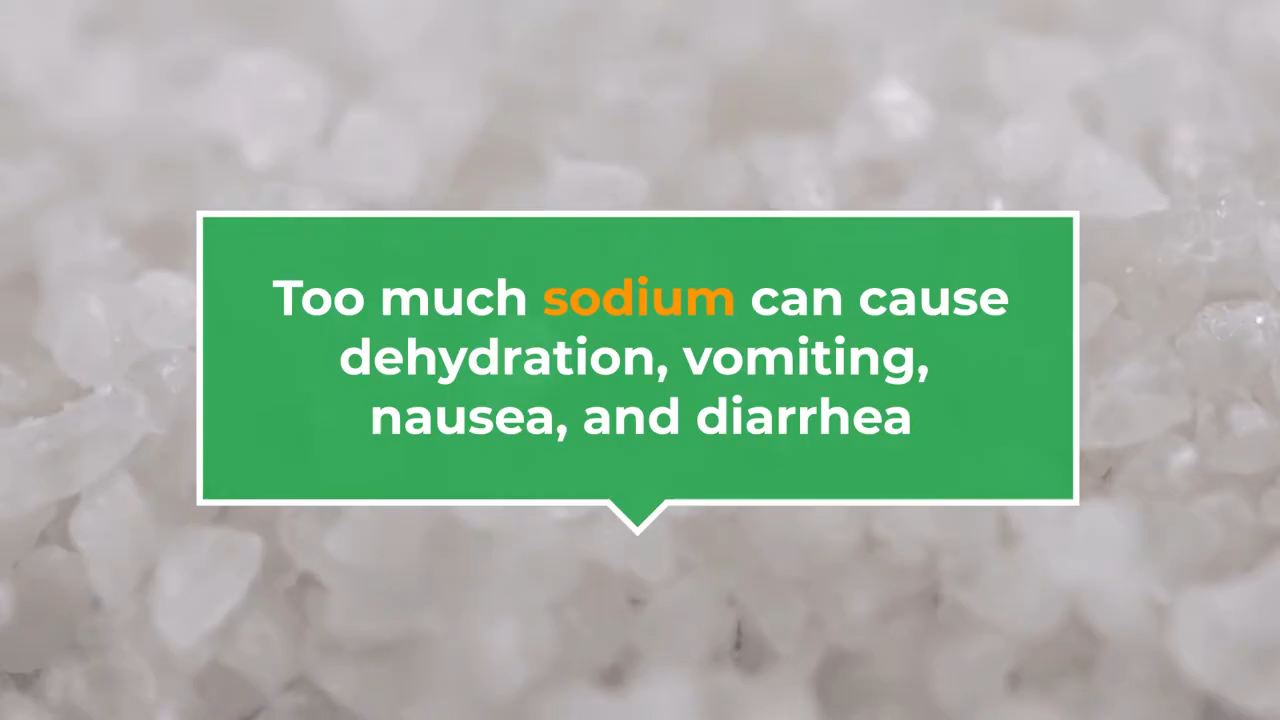 Too much sodium can cause
dehydration, vomiting,
nausea, and diarrhea